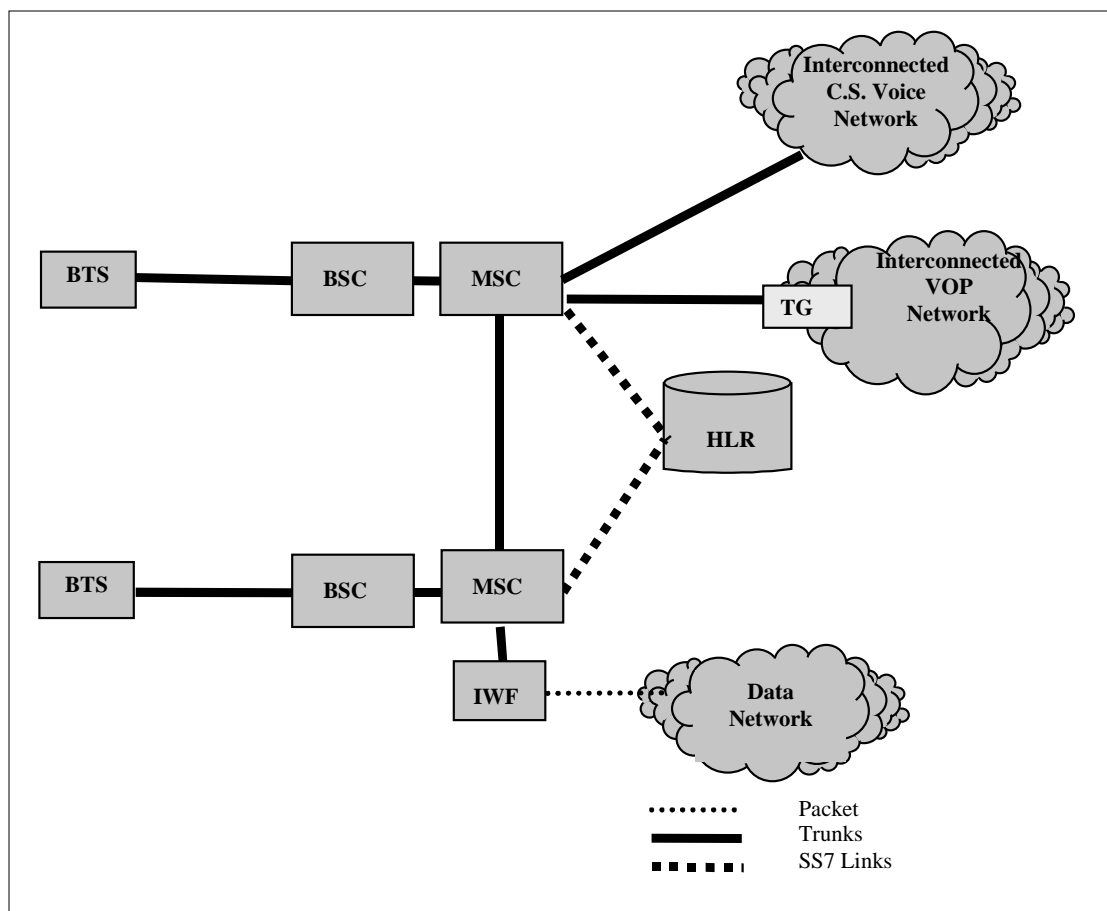 Interconnected
C.S. Voice
Network
BTS
BSC
MSC
Interconnected
VOP
Network
TG
HLR
BTS
BSC
MSC
IWF
Data
Network
Packet
Trunks
SS7 Links